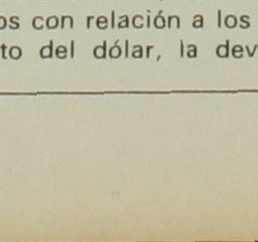 os con relación a los
to del dólar, la dev